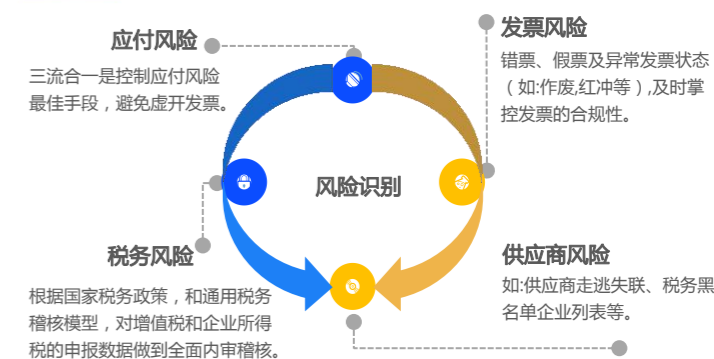 应付风险
三流合一是控制应付风险
最佳手段，避免虚开发票。
发票风险
错票、假票及异常发票状态
（如:作废,红冲等）,及时掌
控发票的合规性。
风险识别
税务风险
根据国家税务政策，和通用税务
稽核模型，对增值税和企业所得
税的申报数据做到全面内审稽核。
供应商风险
如:供应商走逃失联、税务黑
名单企业列表等。